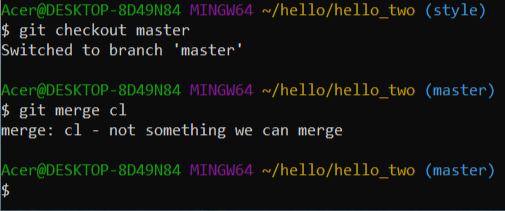 Acer@DESKTOP-8D49N84 MINGW64 ~/hello/hello_two (style)
$ git checkout master
Switched to branch 'master'
Acer@DESKTOP-8D49N84 MINGW64 ~/hello/hello_two (master)
$ git merge cl
merge: cl - not something we can merge
Acer@DESKTOP-8D49N84 MINGW64 ~/hello/hello_two (master)
$